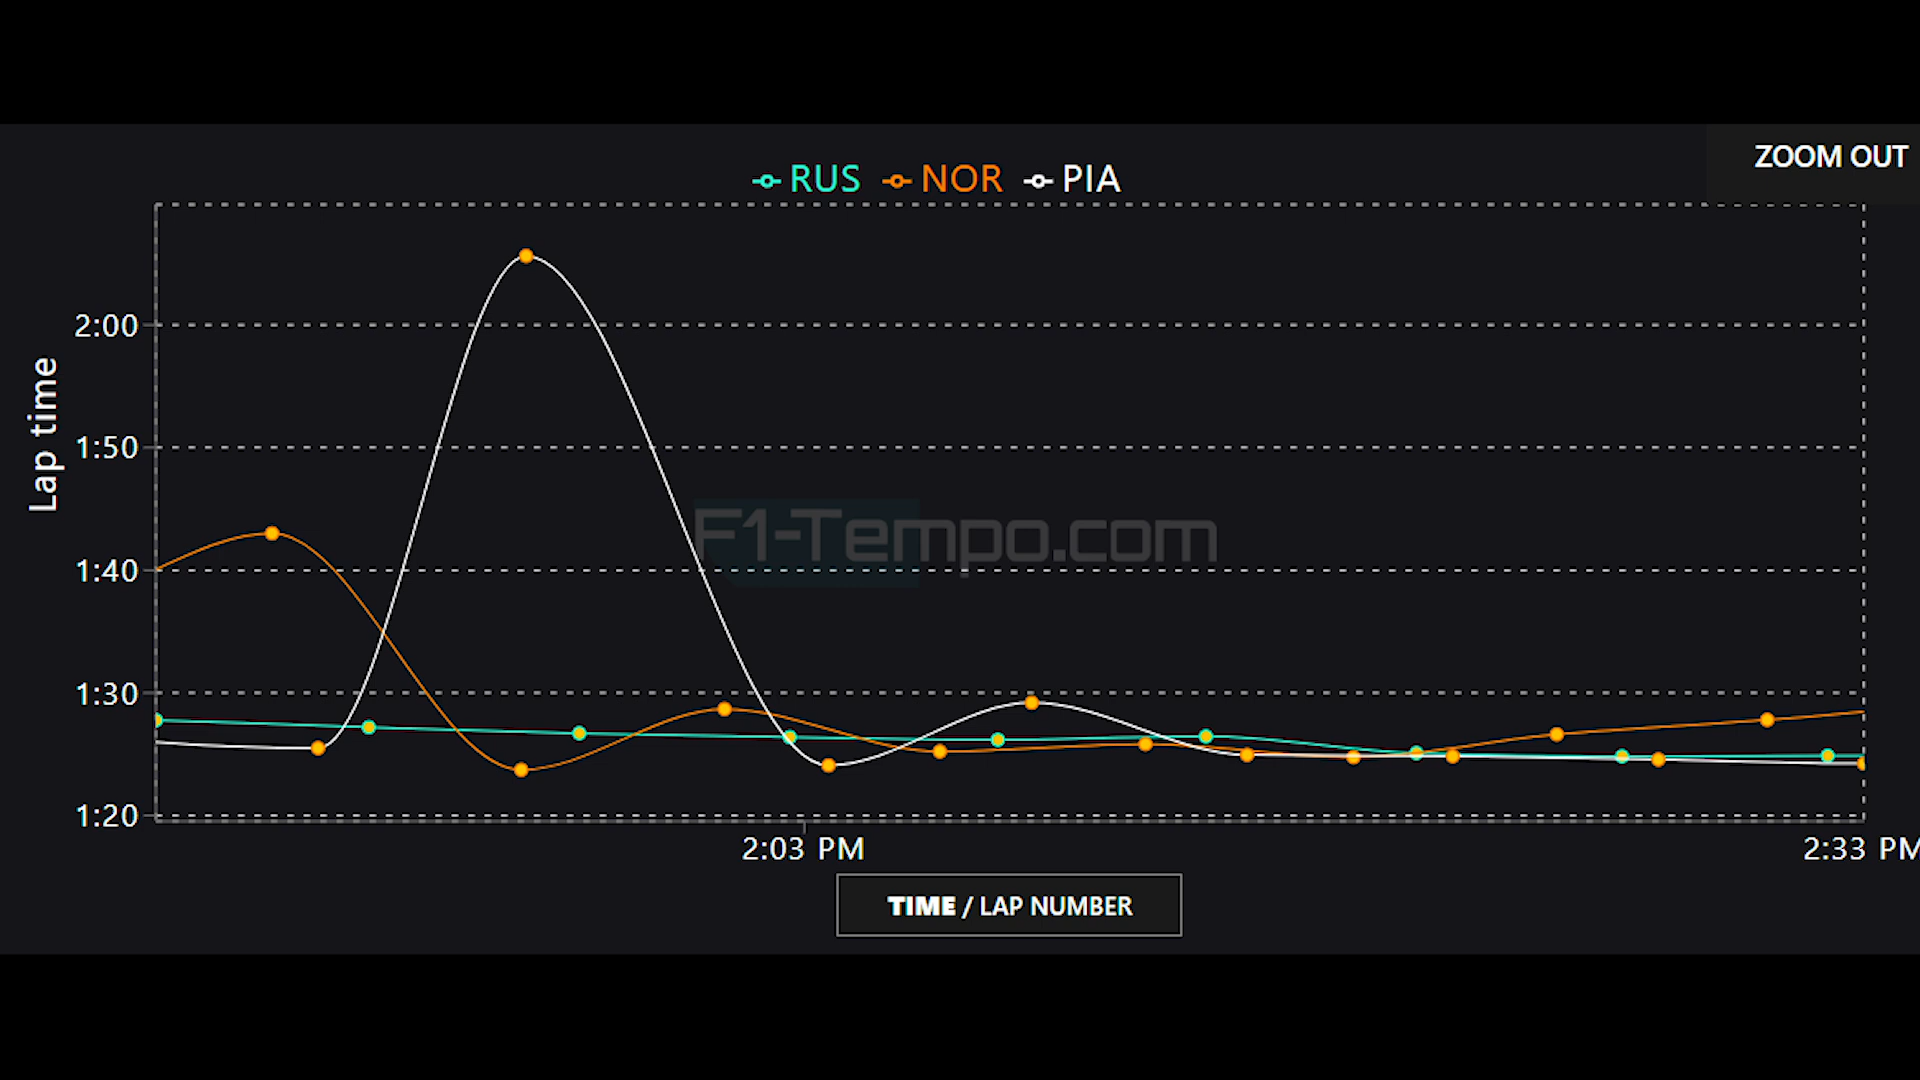 ZOOM OUT
RUS NOR PIA
2:00
1:50
1:40
1:30
1:20
Lap time
F1-Tempo.com
2:03 PM
2:33 PM
TIME / LAP NUMBER